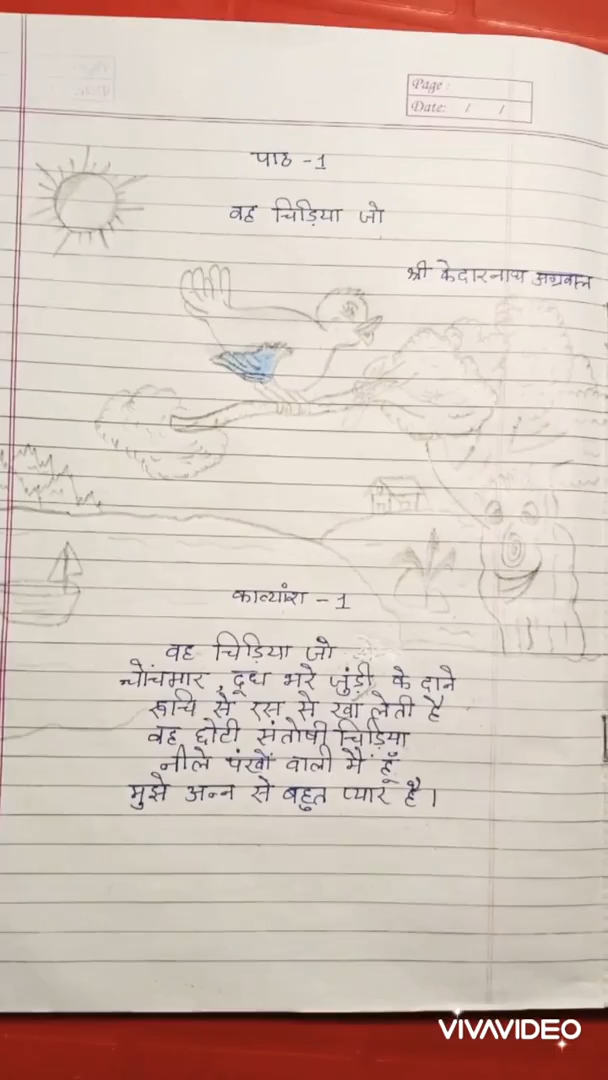 Page :
Date: / /
पाठ - 1
वह चिड़िया जो
श्री केदारनाथ अग्रवाल
काव्यांश - 1
वह चिड़िया जो
चोंचमार, दूध भरे जुंड़ी के दाने
रूचि से रस से खा लेती है
वह छोटी संतोषी चिड़िया
नीले पंखों वाली मैं हूँ
मुझे अन्न से बहुत प्यार है।
VIVAVIDEO